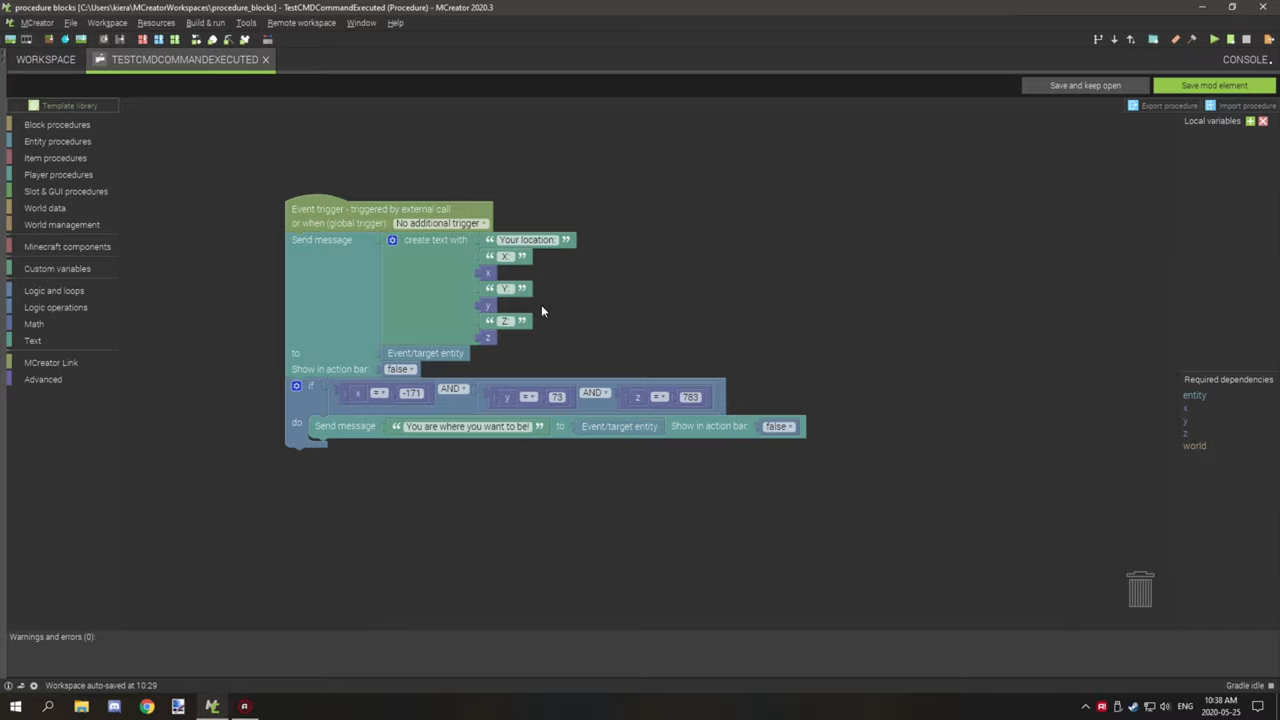 procedure blocks [C:\Users\kiera\MCreatorWorkspaces\procedure_blocks] - TestCMDCommandExecuted (Procedure) - MCreator 2020.3
MCreator File Workspace Resources Build & run Tools Remote workspace Window Help
WORKSPACE TESTCMDCOMMANDEXECUTED CONSOLE
Save and keep open Save mod element
Template library Export procedure Import procedure
Local variables
Block procedures
Entity procedures
Item procedures
Player procedures
Slot & GUI procedures
World data
World management
Minecraft components
Custom variables
Logic and loops
Logic operations
Math
Text
MCreator Link
Advanced
Event trigger - triggered by external call
or when (global trigger): No additional trigger
Send message create text with “ Your location: ”
“ X: ”
x
“ Y: ”
y
“ Z: ”
z
to Event/target entity
Show in action bar: false
if x = -171 AND y = 73 AND z = 783
do Send message “ You are where you want to be! ” to Event/target entity Show in action bar: false
Required dependencies
entity
x
y
z
world
Warnings and errors (0):
Workspace auto-saved at 10:29 Gradle idle
ENG 10:38 AM
2020-05-25